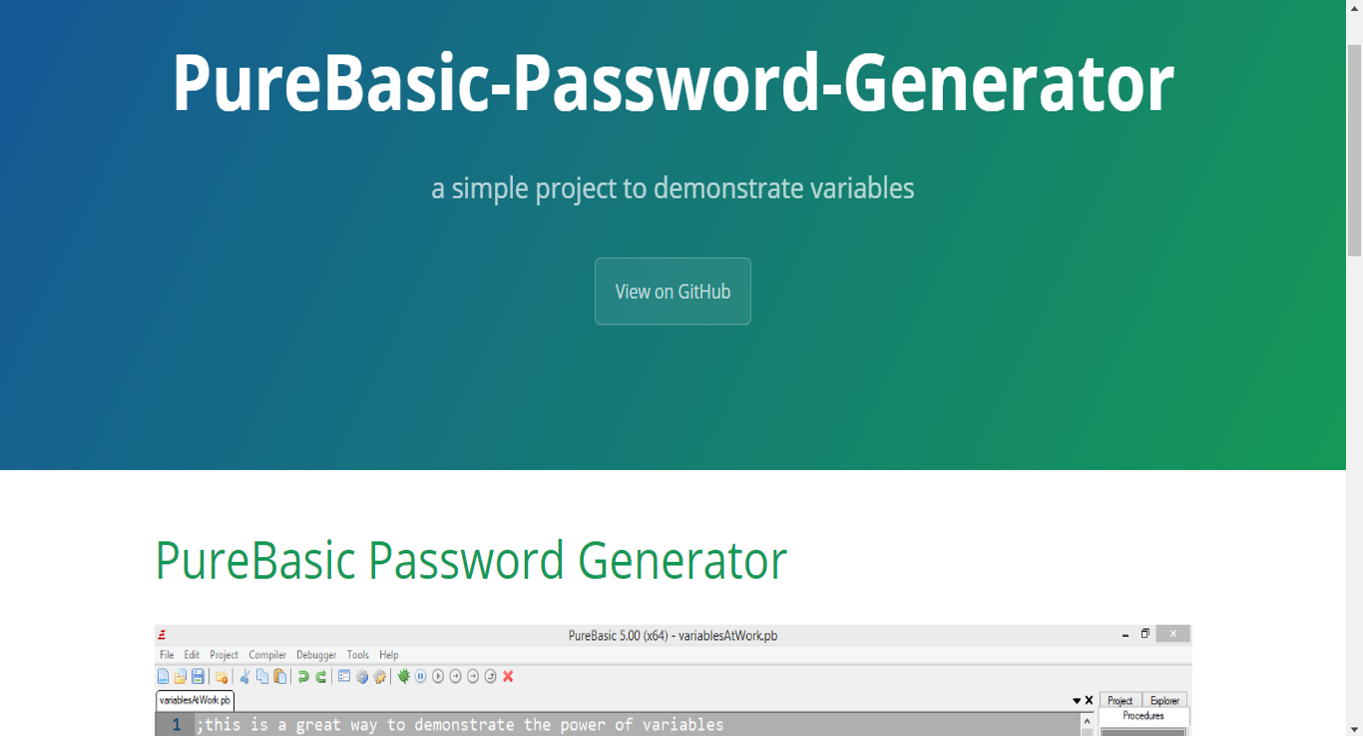 PureBasic-Password-Generator
a simple project to demonstrate variables
View on GitHub
PureBasic Password Generator
PureBasic 5.00 (x64) - variablesAtWork.pb
File Edit Project Compiler Debugger Tools Help
variablesAtWork.pb
Project Explorer
Procedures
1 ;this is a great way to demonstrate the power of variables